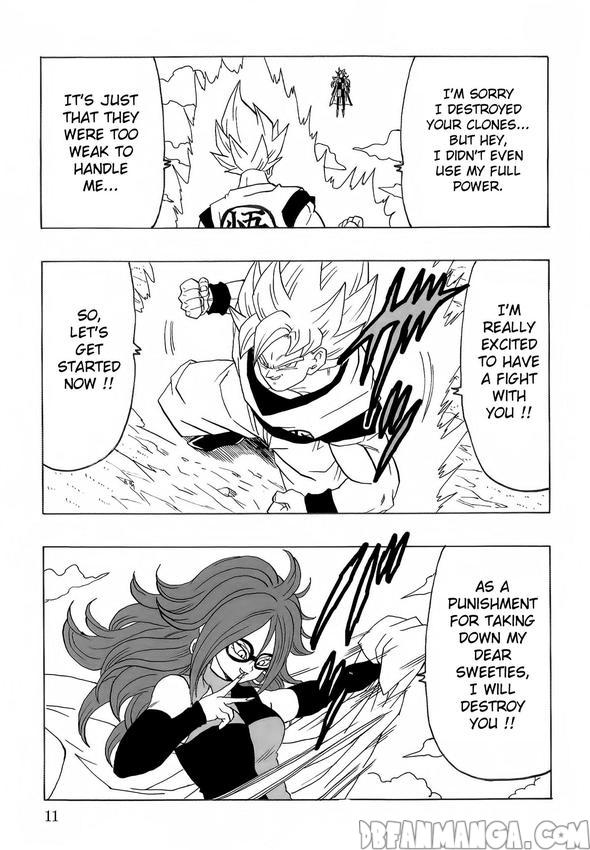 I'M SORRY
I DESTROYED
YOUR CLONES...
BUT HEY,
I DIDN'T EVEN
USE MY FULL
POWER.
IT'S JUST
THAT THEY
WERE TOO
WEAK TO
HANDLE
ME...
悟
I'M
REALLY
EXCITED
TO HAVE
A FIGHT
WITH
YOU !!
SO,
LET'S
GET
STARTED
NOW !!
AS A
PUNISHMENT
FOR TAKING
DOWN MY
DEAR
SWEETIES,
I WILL
DESTROY
YOU !!
11
DBFANMANGA.COM